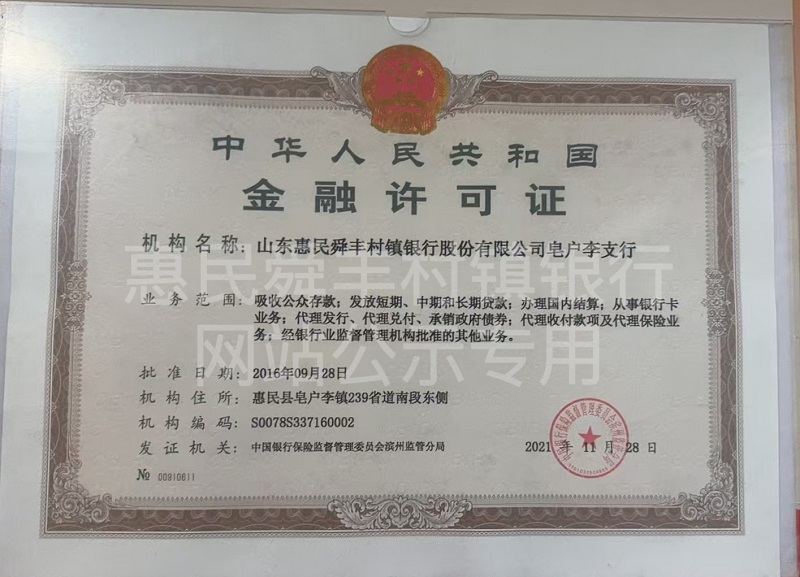 中华人民共和国
金融许可证
机构名称：山东惠民舜丰村镇银行股份有限公司皂户李支行
业务范围：吸收公众存款；发放短期、中期和长期贷款；办理国内结算；从事银行卡
业务；代理发行、代理兑付、承销政府债券；代理收付款项及代理保险业
务；经银行业监督管理机构批准的其他业务。
批准日期：2016年09月28日
机构住所：惠民县皂户李镇239省道南段东侧
机构编码：S0078S337160002
发证机关：中国银行保险监督管理委员会滨州监管分局
2021 年 11 月 28 日
№ 00910611
惠民舜丰村镇银行
网站公示专用